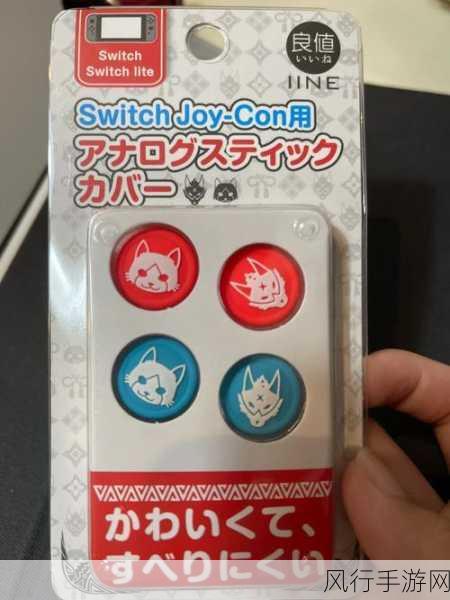 Switch
Switch lite
良値
いいね
IINE
Switch Joy-Con用
アナログスティック
カバー
かわいくて、
すべりにくい
风行手游网